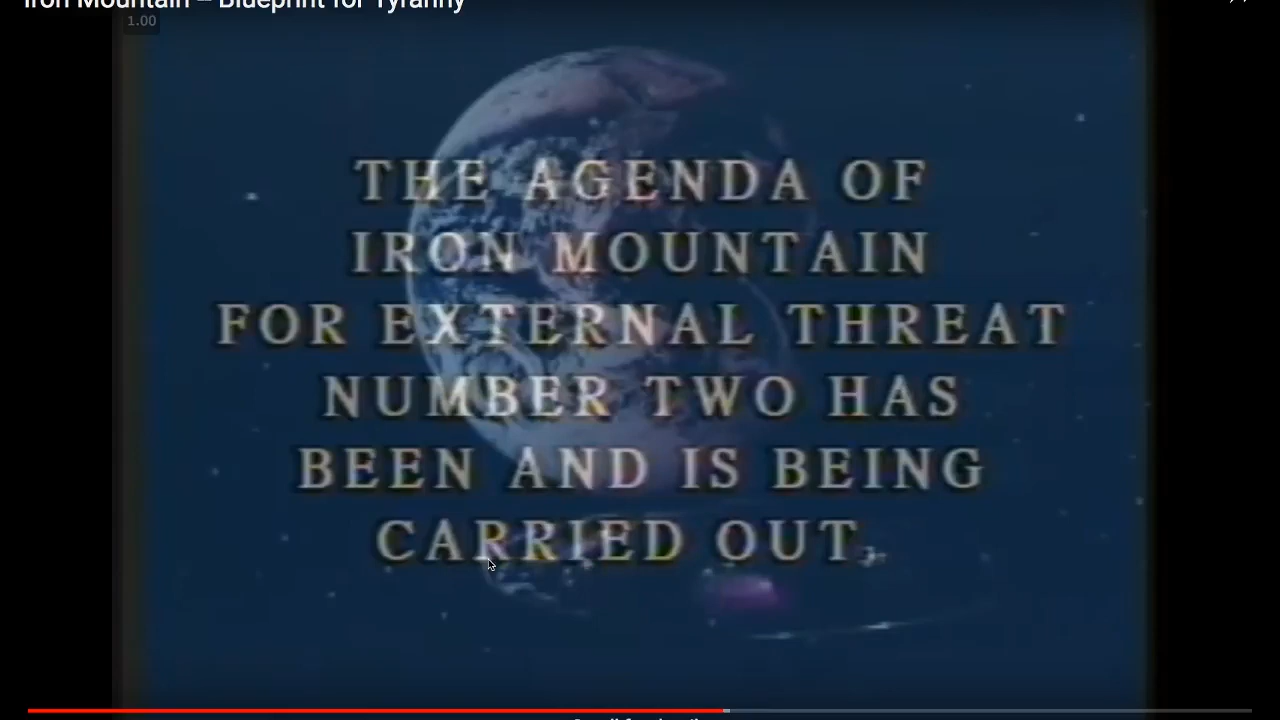 Iron Mountain – Blueprint for Tyranny
1.00
THE AGENDA OF
IRON MOUNTAIN
FOR EXTERNAL THREAT
NUMBER TWO HAS
BEEN AND IS BEING
CARRIED OUT.